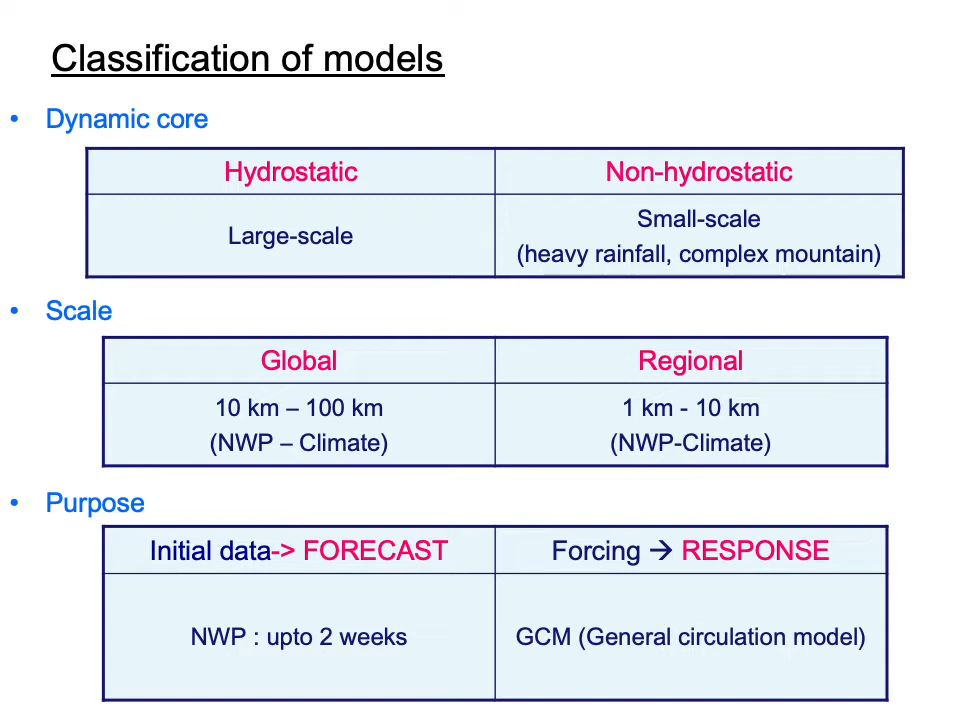 Classification of models
• Dynamic core
Hydrostatic
Non-hydrostatic
Large-scale
Small-scale
(heavy rainfall, complex mountain)
• Scale
Global
Regional
10 km – 100 km
(NWP – Climate)
1 km - 10 km
(NWP-Climate)
• Purpose
Initial data-> FORECAST
Forcing → RESPONSE
NWP : upto 2 weeks
GCM (General circulation model)